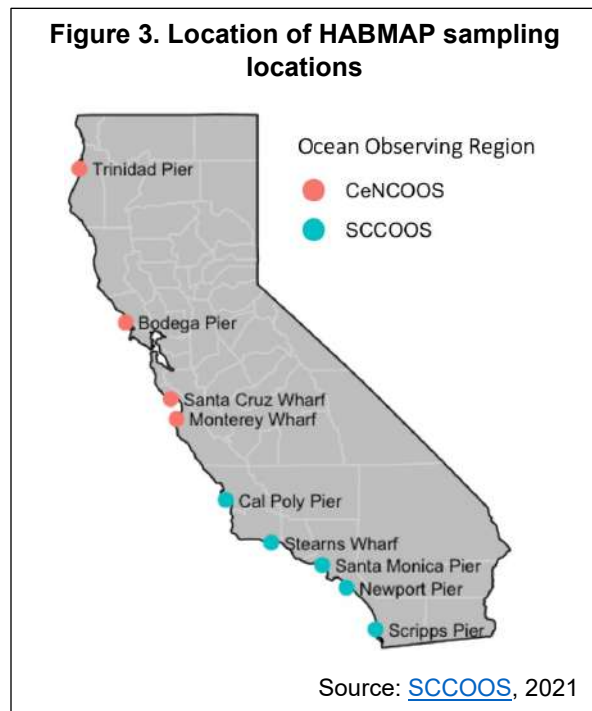 Figure 3. Location of HABMAP sampling
locations
Ocean Observing Region
CeNCOOS
SCCOOS
Trinidad Pier
Bodega Pier
Santa Cruz Wharf
Monterey Wharf
Cal Poly Pier
Stearns Wharf
Santa Monica Pier
Newport Pier
Scripps Pier
Source: SCCOOS, 2021